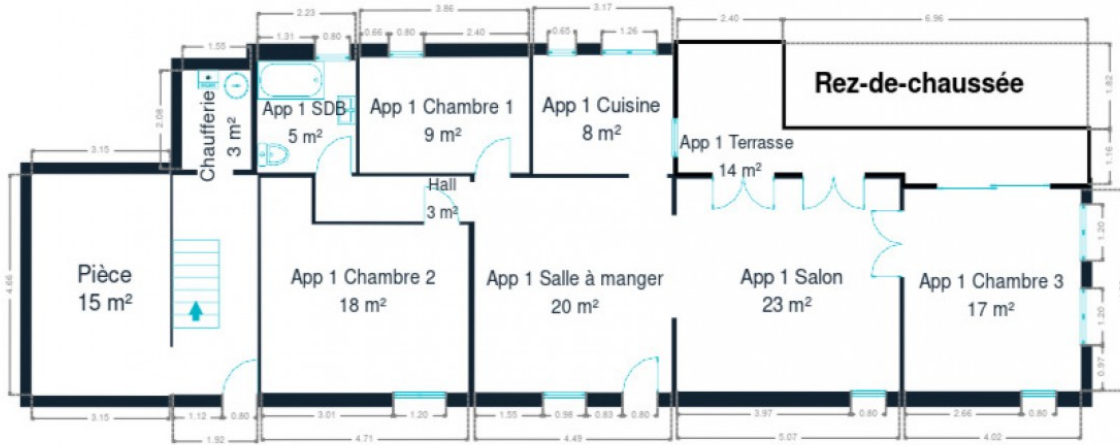 2.23
3.86
3.17
2.40
6.96
1.31
0.80
0.66
0.80
2.40
0.65
1.26
1.55
Rez-de-chaussée
1.82
Chaufferie
3 m²
2.08
App 1 SDB
5 m²
App 1 Chambre 1
9 m²
App 1 Cuisine
8 m²
App 1 Terrasse
14 m²
1.16
3.15
Hall
3 m²
1.20
4.66
Pièce
15 m²
App 1 Chambre 2
18 m²
App 1 Salle à manger
20 m²
App 1 Salon
23 m²
App 1 Chambre 3
17 m²
1.20
0.97
3.15
1.12
0.80
3.01
1.20
1.55
0.98
0.83
0.80
3.97
0.80
2.66
0.80
1.92
4.71
4.49
5.07
4.02